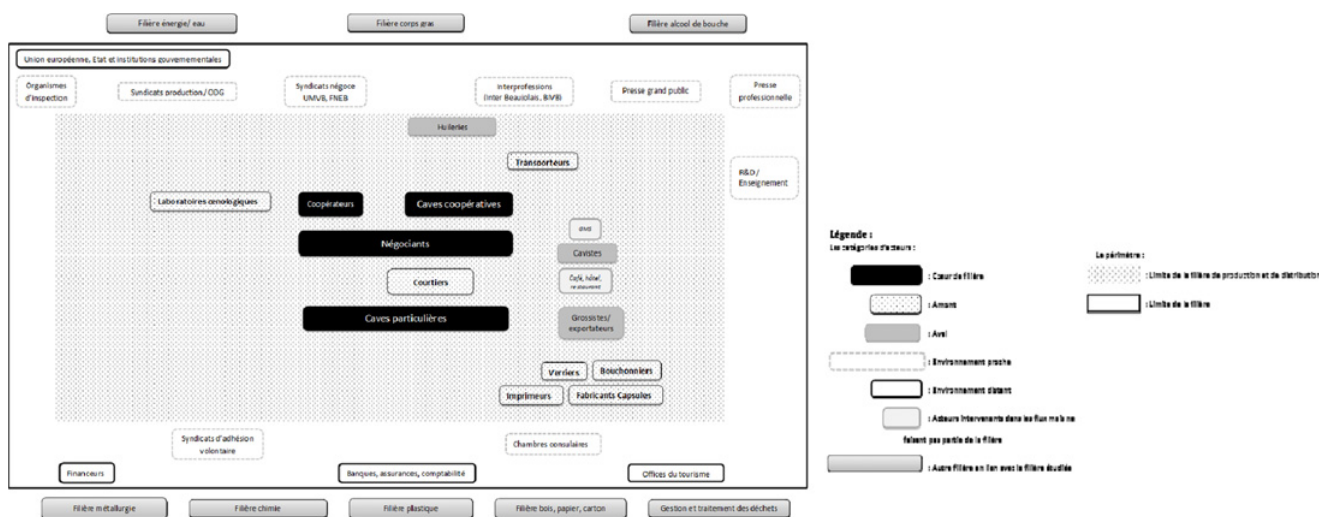 Filière énergie/ eau
Filière corps gras
Filière alcool de bouche
Union européenne, Etat et institutions gouvernementales
Organismes
d'inspection
Syndicats production/ ODG
Syndicats négoce
UMVB, FNEB
Interprofessions
(Inter Beaujolais, BIVB)
Presse grand public
Presse
professionnelle
Huileries
Transporteurs
R&D /
Enseignement
Laboratoires œnologiques
Coopérateurs
Caves coopératives
GMS
Négociants
Cavistes
Courtiers
Café, hôtel,
restaurant
Caves particulières
Grossistes/
exportateurs
Verriers
Bouchonniers
Imprimeurs
Fabricants Capsules
Syndicats d'adhésion
volontaire
Chambres consulaires
Financeurs
Banques, assurances, comptabilité
Offices du tourisme
Filière métallurgie
Filière chimie
Filière plastique
Filière bois, papier, carton
Gestion et traitement des déchets
Légende :
Les catégories d'acteurs :
: Cœur de filière
: Amont
: Aval
: Environnement proche
: Environnement distant
: Acteurs intervenants dans les flux mais ne
faisant pas partie de la filière
: Autre filière en lien avec la filière étudiée
Le périmètre :
: Limite de la filière de production et de distribution
: Limite de la filière